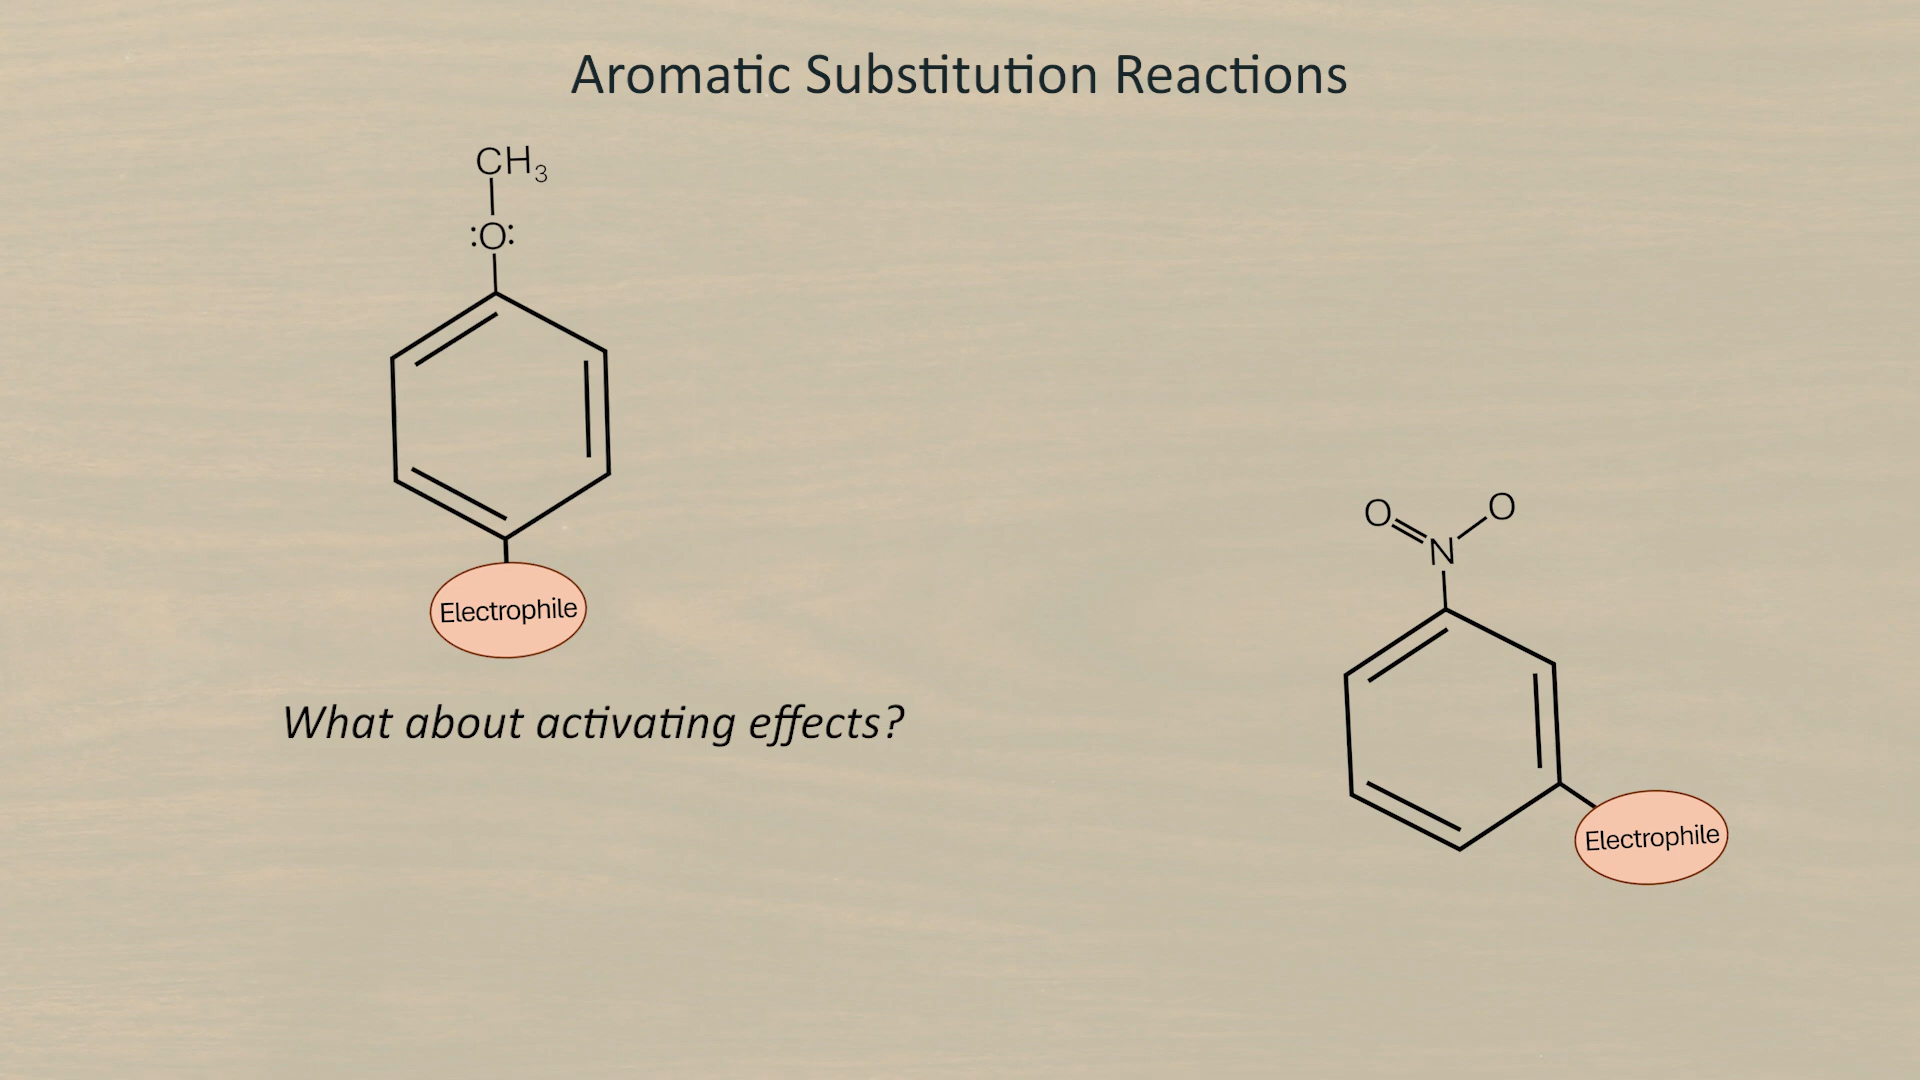 Aromatic Substitution Reactions
CH3
:O:
Electrophile
What about activating effects?
O
O
N
Electrophile